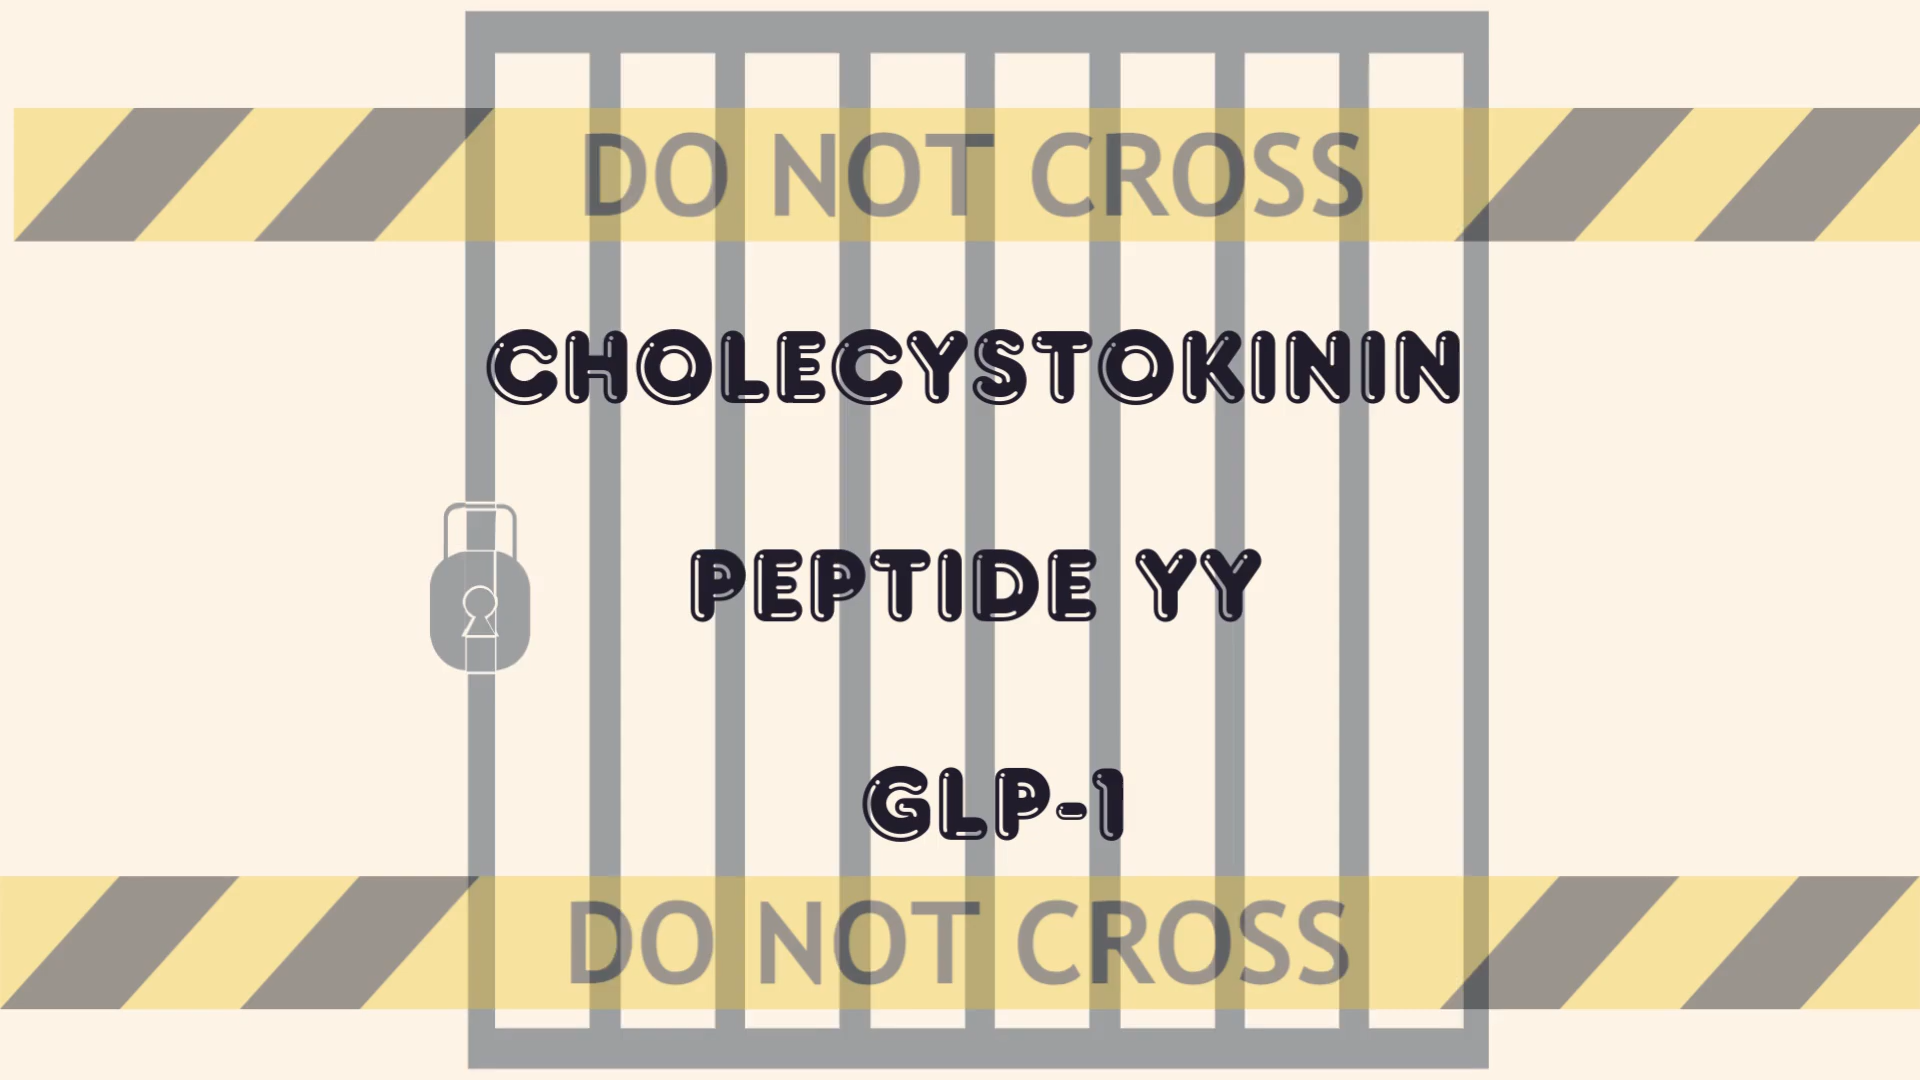 DO NOT CROSS
CHOLECYSTOKININ
PEPTIDE YY
GLP-1
DO NOT CROSS